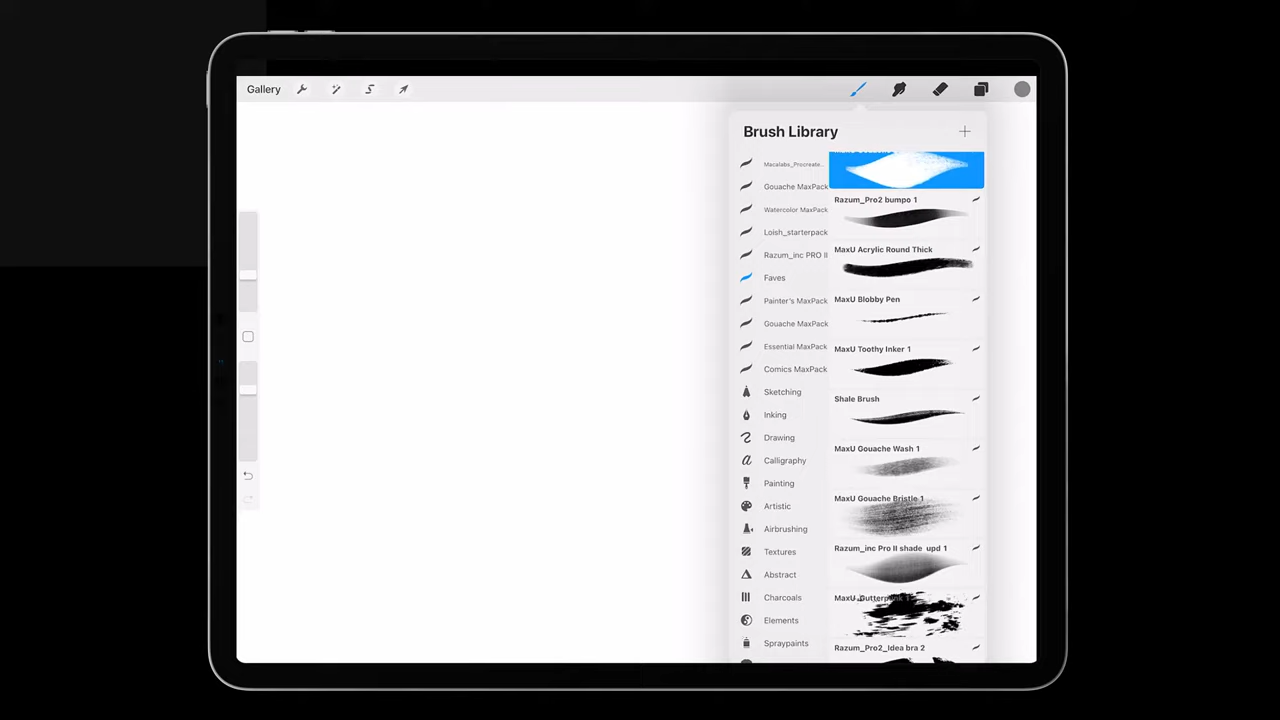 Gallery
Brush Library
Macalabs_Procreate...
Gouache MaxPack
Watercolor MaxPack
Loish_starterpack
Razum_inc PRO II
Faves
Painter's MaxPack
Gouache MaxPack
Essential MaxPack
Comics MaxPack
Sketching
Inking
Drawing
Calligraphy
Painting
Artistic
Airbrushing
Textures
Abstract
Charcoals
Elements
Spraypaints
Razum_Pro2 bumpo 1
MaxU Acrylic Round Thick
MaxU Blobby Pen
MaxU Toothy Inker 1
Shale Brush
MaxU Gouache Wash 1
MaxU Gouache Bristle 1
Razum_inc Pro II shade upd 1
MaxU Gutterpunk 1
Razum_Pro2_Idea bra 2